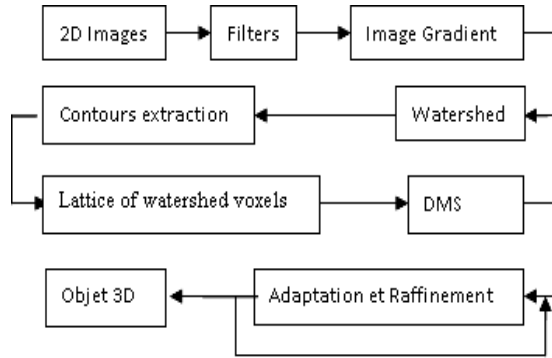 2D Images
Filters
Image Gradient
Contours extraction
Watershed
Lattice of watershed voxels
DMS
Objet 3D
Adaptation et Raffinement